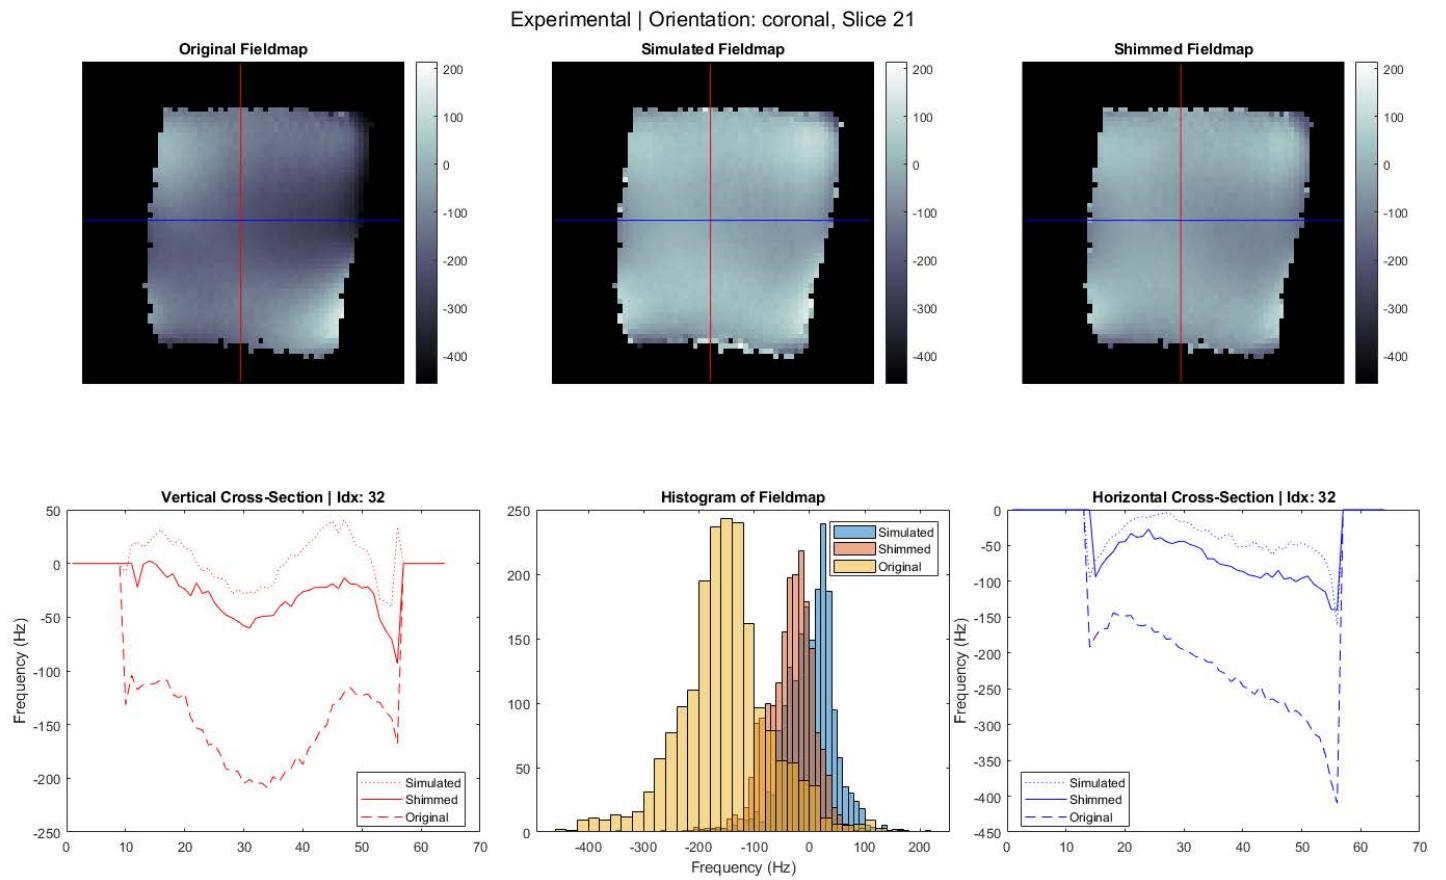 Experimental | Orientation: coronal, Slice 21
Original Fieldmap
Simulated Fieldmap
Shimmed Fieldmap
200
100
0
-100
-200
-300
-400
200
100
0
-100
-200
-300
-400
200
100
0
-100
-200
-300
-400
Vertical Cross-Section | Idx: 32
Frequency (Hz)
50
0
-50
-100
-150
-200
-250
0 10 20 30 40 50 60 70
Simulated
Shimmed
Original
Histogram of Fieldmap
250
200
150
100
50
0
-400 -300 -200 -100 0 100 200
Frequency (Hz)
Simulated
Shimmed
Original
Horizontal Cross-Section | Idx: 32
Frequency (Hz)
0
-50
-100
-150
-200
-250
-300
-350
-400
-450
0 10 20 30 40 50 60 70
Simulated
Shimmed
Original